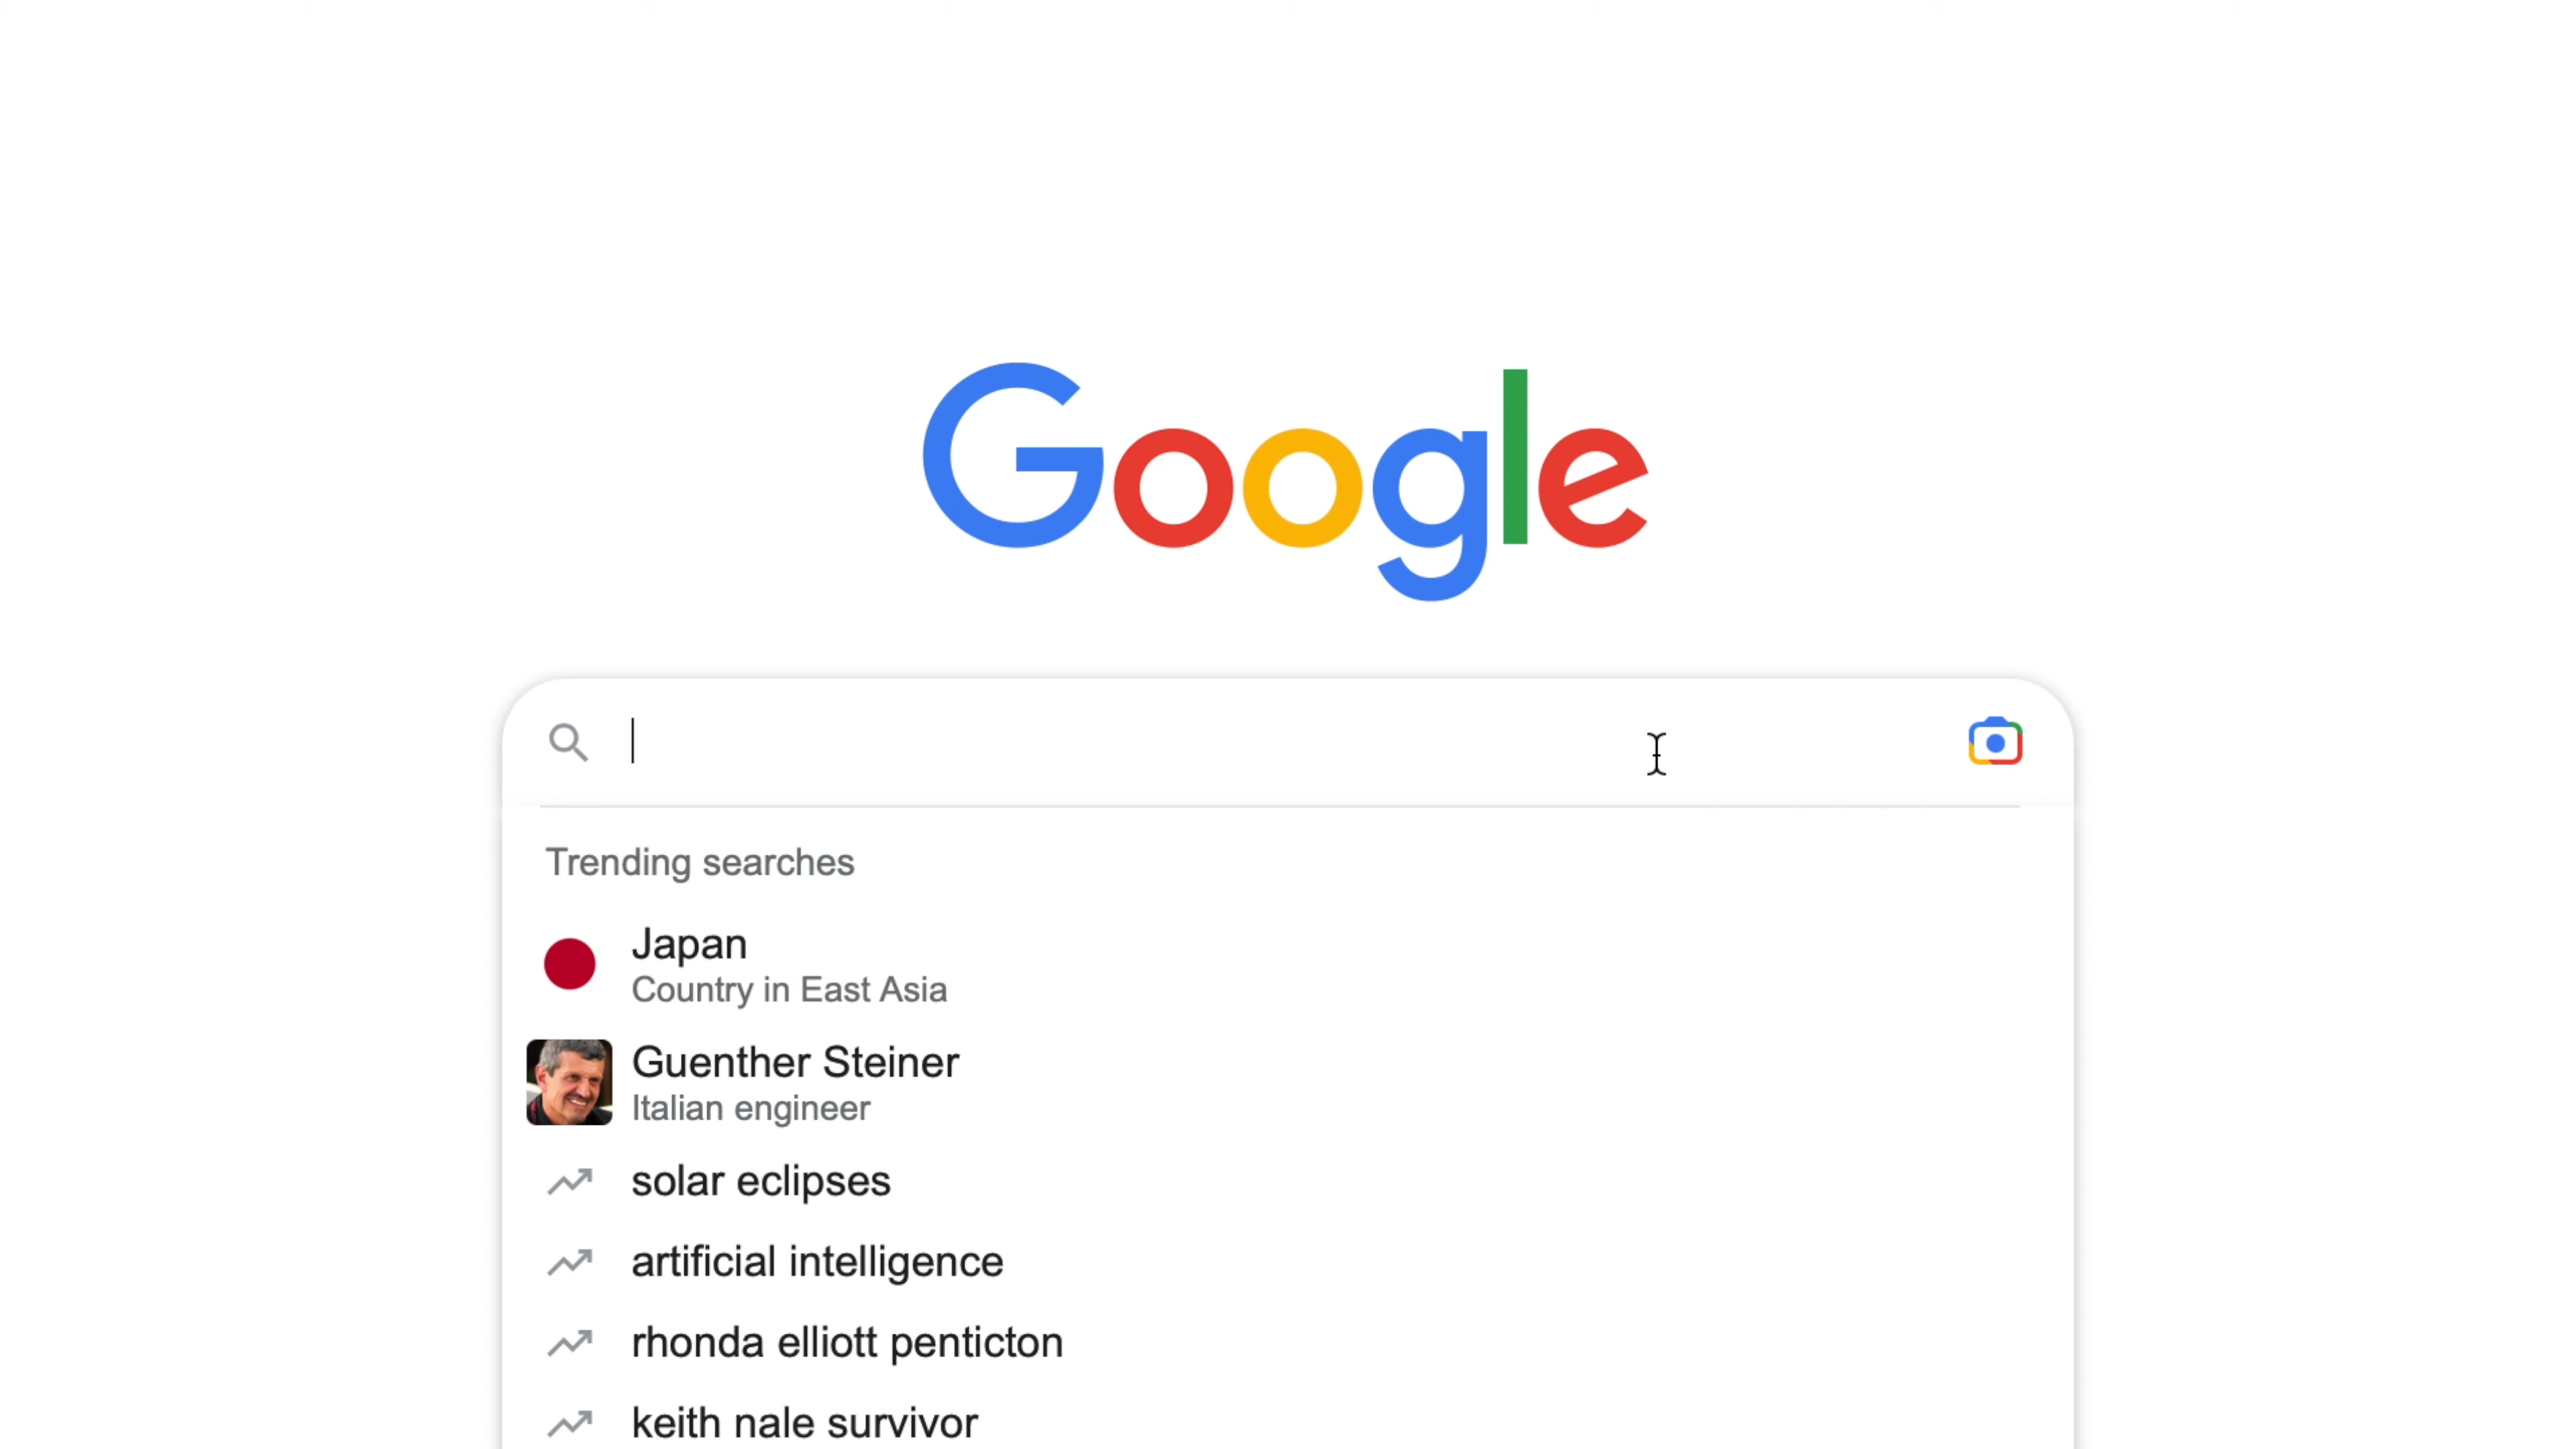 Google
Trending searches
Japan
Country in East Asia
Guenther Steiner
Italian engineer
solar eclipses
artificial intelligence
rhonda elliott penticton
keith nale survivor